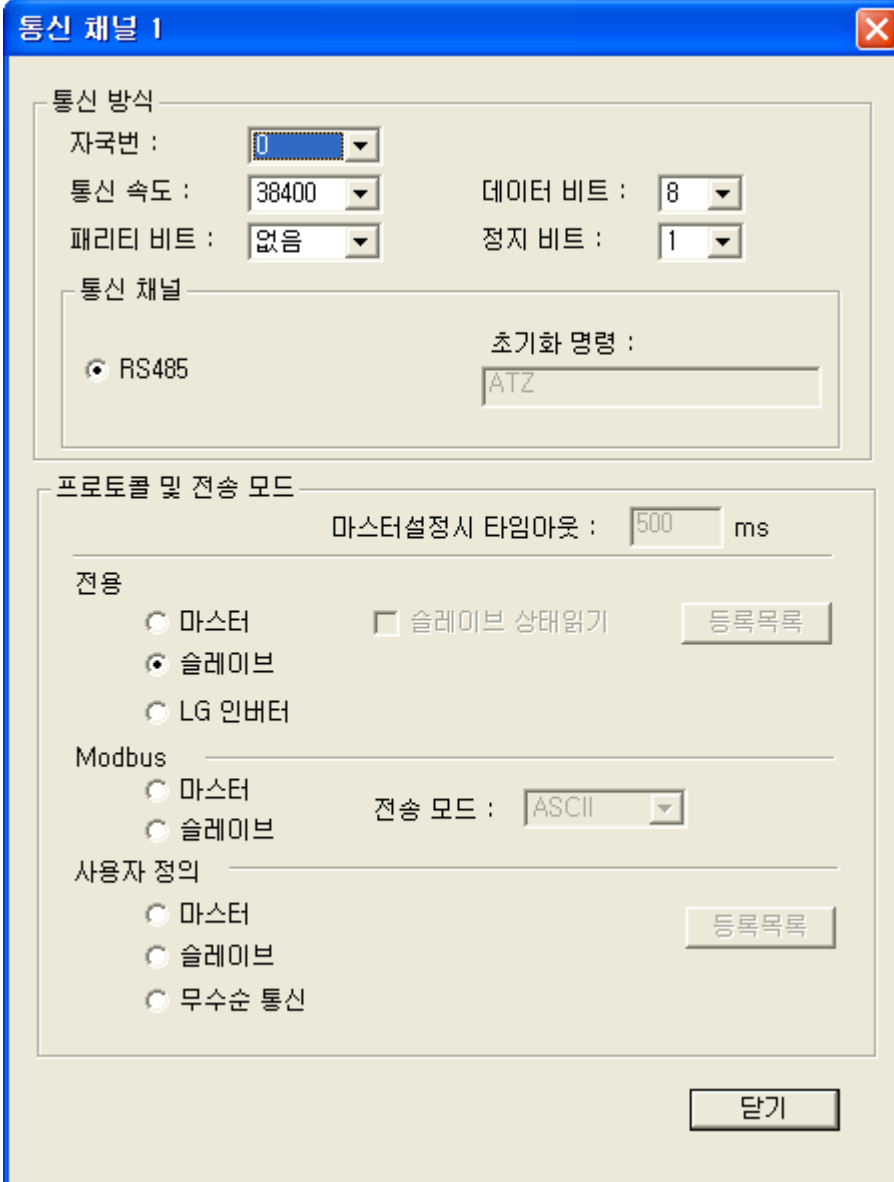 통신 채널 1
통신 방식
자국번 : 0
통신 속도 : 38400 데이터 비트 : 8
패리티 비트 : 없음 정지 비트 : 1
통신 채널
초기화 명령 :
RS485
ATZ
프로토콜 및 전송 모드
마스터설정시 타임아웃 : 500 ms
전용
마스터 슬레이브 상태읽기 등록목록
슬레이브
LG 인버터
Modbus
마스터
전송 모드 : ASCII
슬레이브
사용자 정의
마스터
등록목록
슬레이브
무수순 통신
닫기